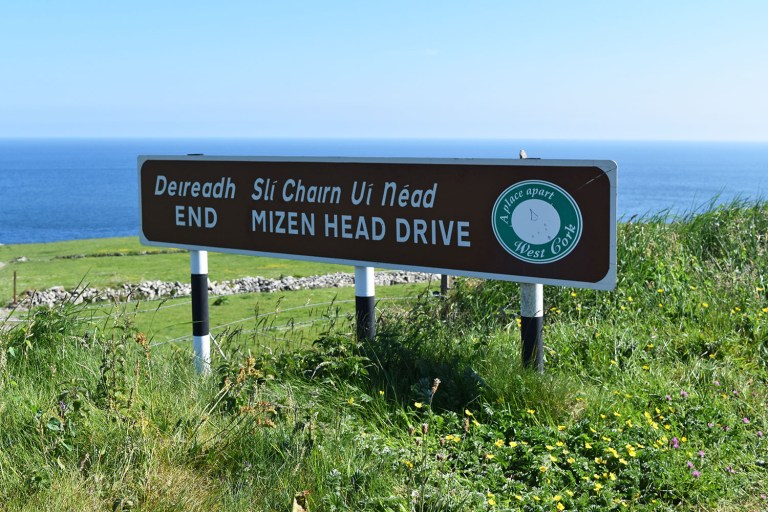 Deireadh Slí Chairn Uí Néad
END MIZEN HEAD DRIVE
A place apart
West Cork